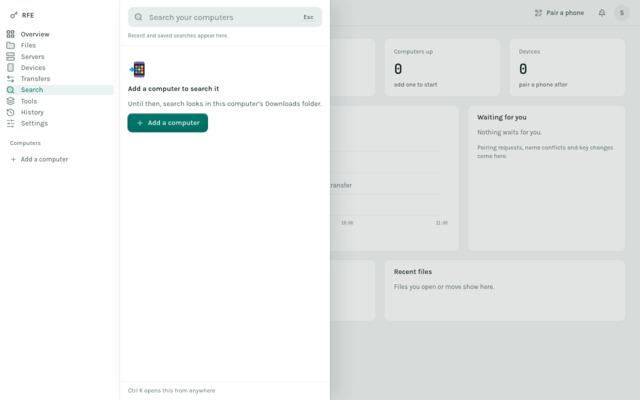 RFE
Overview
Files
Servers
Devices
Transfers
Search
Tools
History
Settings
Computers
Add a computer
Search your computers
Esc
Recent and saved searches appear here.
Add a computer to search it
Until then, search looks in this computer's Downloads folder.
Add a computer
Ctrl K opens this from anywhere
Pair a phone
S
Computers up
0
add one to start
Devices
0
pair a phone after
ransfer
10:00
11:00
Waiting for you
Nothing waits for you.
Pairing requests, name conflicts and key changes
come here.
Recent files
Files you open or move show here.